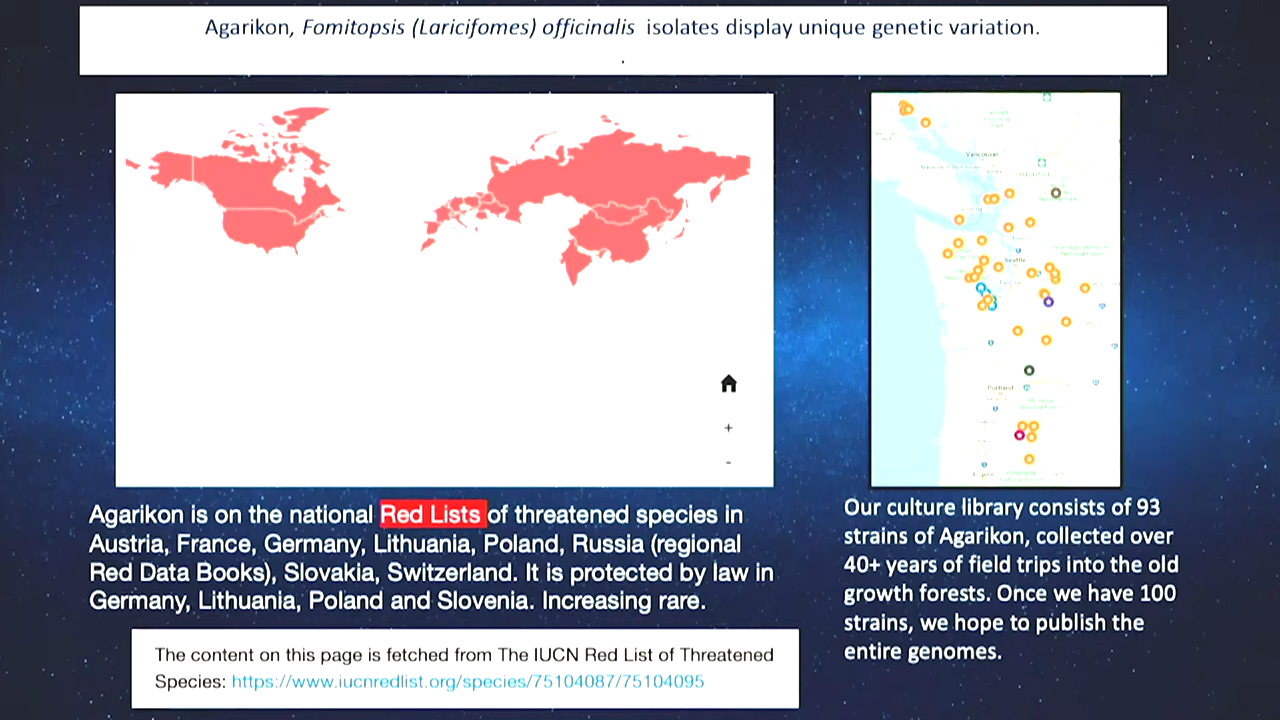 Agarikon, Fomitopsis (Laricifomes) officinalis isolates display unique genetic variation.
.
+
-
Vancouver
Seattle
Portland
Agarikon is on the national Red Lists of threatened species in
Austria, France, Germany, Lithuania, Poland, Russia (regional
Red Data Books), Slovakia, Switzerland. It is protected by law in
Germany, Lithuania, Poland and Slovenia. Increasing rare.
The content on this page is fetched from The IUCN Red List of Threatened
Species: https://www.iucnredlist.org/species/75104087/75104095
Our culture library consists of 93
strains of Agarikon, collected over
40+ years of field trips into the old
growth forests. Once we have 100
strains, we hope to publish the
entire genomes.